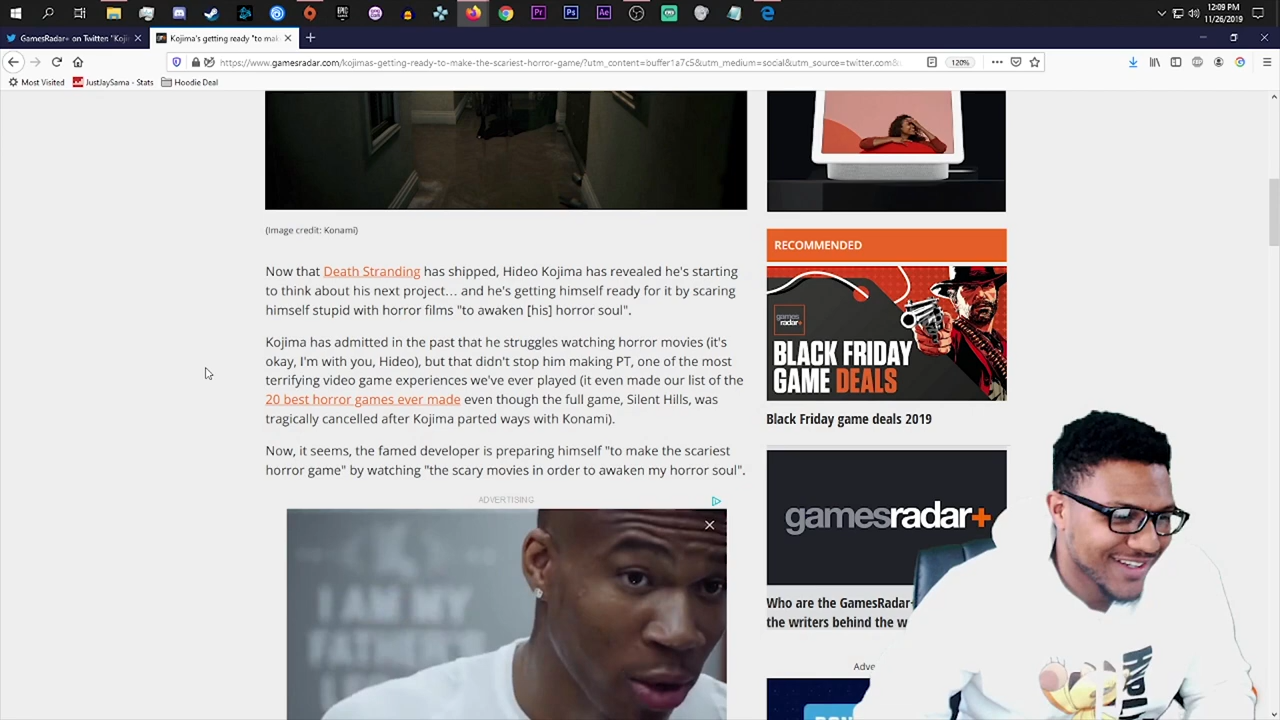 12:09 PM
11/26/2019
GamesRadar+ on Twitter: "Koji
Kojima's getting ready "to mak
https://www.gamesradar.com/kojimas-getting-ready-to-make-the-scariest-horror-game/?utm_content=buffer1a7c5&utm_medium=social&utm_source=twitter.com&
120%
Most Visited
JustJaySama - Stats
Hoodie Deal
(Image credit: Konami)
Now that Death Stranding has shipped, Hideo Kojima has revealed he's starting
to think about his next project… and he's getting himself ready for it by scaring
himself stupid with horror films "to awaken [his] horror soul".
Kojima has admitted in the past that he struggles watching horror movies (it's
okay, I'm with you, Hideo), but that didn't stop him making PT, one of the most
terrifying video game experiences we've ever played (it even made our list of the
20 best horror games ever made even though the full game, Silent Hills, was
tragically cancelled after Kojima parted ways with Konami).
Now, it seems, the famed developer is preparing himself "to make the scariest
horror game" by watching "the scary movies in order to awaken my horror soul".
ADVERTISING
I AM MY
FATHER'S
RECOMMENDED
games
radar+
BLACK FRIDAY
GAME DEALS
Black Friday game deals 2019
gamesradar+
Who are the GamesRadar+
the writers behind the w
Adve